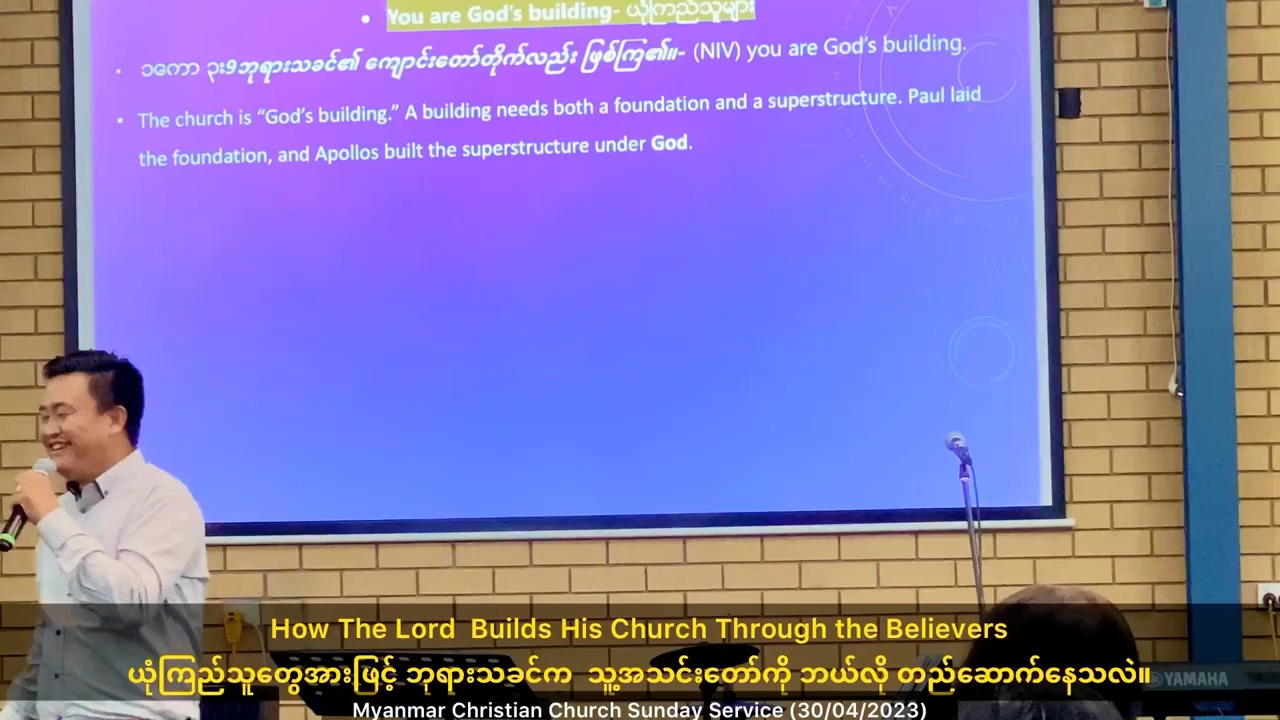 • You are God's building- ယုံကြည်သူများ
• ၁ကော ၃း9ဘုရားသခင်၏ ကျောင်းတော်တိုက်လည်း ဖြစ်ကြ၏။- (NIV) you are God's building.
• The church is “God's building.” A building needs both a foundation and a superstructure. Paul laid
the foundation, and Apollos built the superstructure under God.
How The Lord Builds His Church Through the Believers
ယုံကြည်သူတွေအားဖြင့် ဘုရားသခင်က သူ့အသင်းတော်ကို ဘယ်လို တည်ဆောက်နေသလဲ။
YAMAHA
Myanmar Christian Church Sunday Service (30/04/2023)